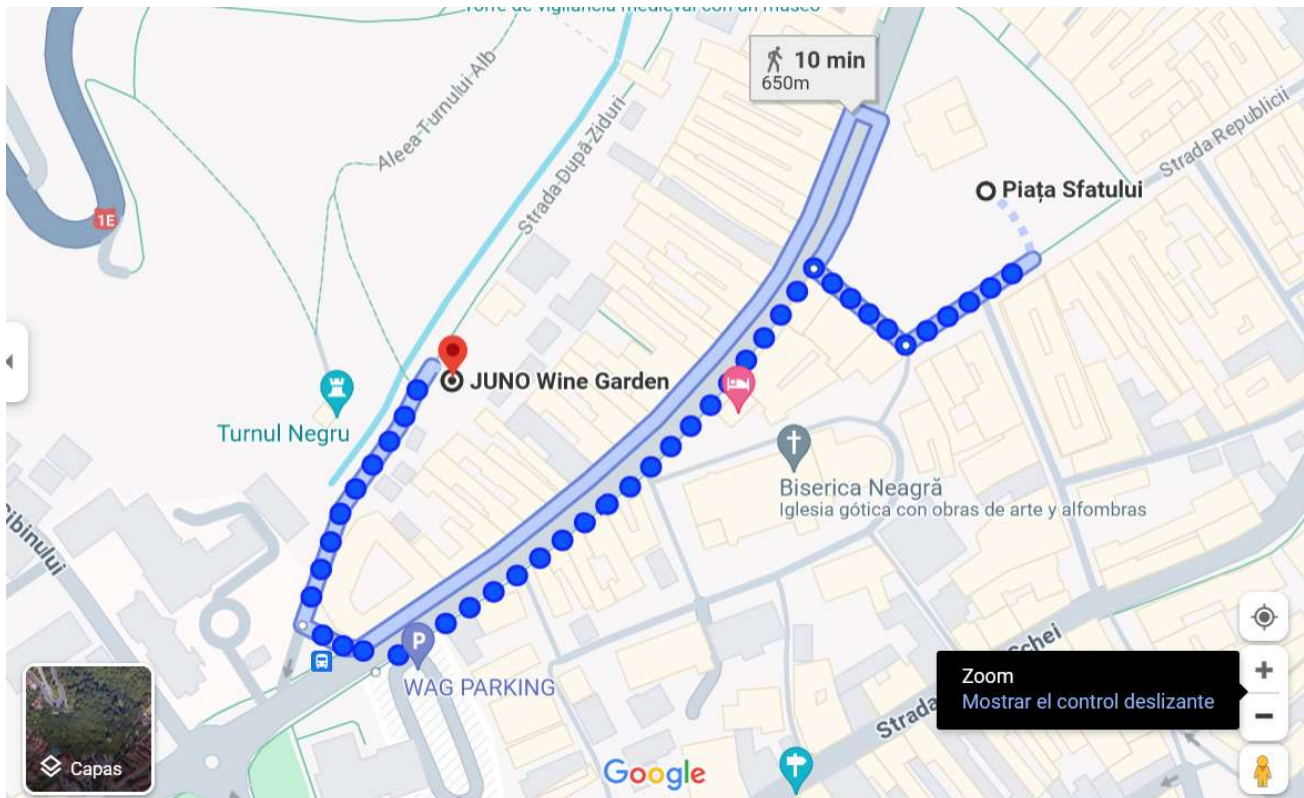 Torre de vigilancia medieval con un museo
10 min
650m
Aleea Turnului Alb
Strada După Ziduri
Strada Republicii
1E
Piața Sfatului
JUNO Wine Garden
Turnul Negru
Biserica Neagră
Iglesia gótica con obras de arte y alfombras
P
WAG PARKING
Zoom
Mostrar el control deslizante
Strada
Schei
Capas
Google